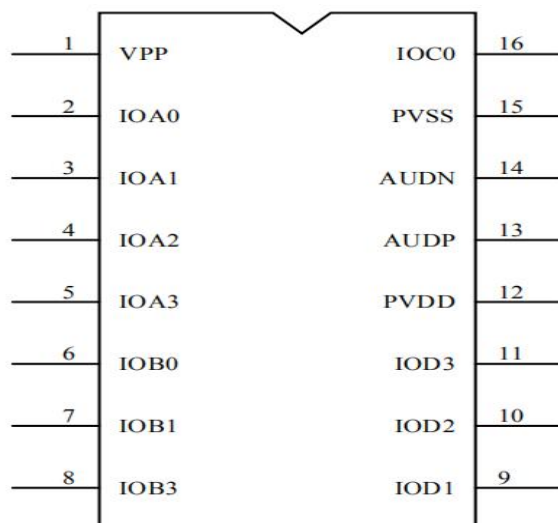 1 VPP IOC0 16
2 IOA0 PVSS 15
3 IOA1 AUDN 14
4 IOA2 AUDP 13
5 IOA3 PVDD 12
6 IOB0 IOD3 11
7 IOB1 IOD2 10
8 IOB3 IOD1 9